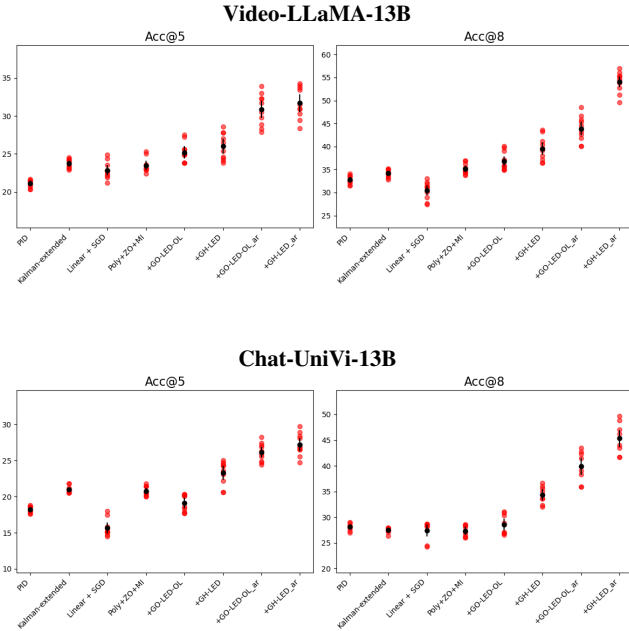 Video-LLaMA-13B
Acc@5
35
30
25
20
PID
Kalman-extended
Linear + SGD
Poly+ZO+MI
+GO-LED-OL
+GH-LED
+GO-LED-OL_ar
+GH-LED_ar
Acc@8
60
55
50
45
40
35
30
25
PID
Kalman-extended
Linear + SGD
Poly+ZO+MI
+GO-LED-OL
+GH-LED
+GO-LED-OL_ar
+GH-LED_ar
Chat-UniVi-13B
Acc@5
30
25
20
15
10
PID
Kalman-extended
Linear + SGD
Poly+ZO+MI
+GO-LED-OL
+GH-LED
+GO-LED-OL_ar
+GH-LED_ar
Acc@8
50
45
40
35
30
25
20
PID
Kalman-extended
Linear + SGD
Poly+ZO+MI
+GO-LED-OL
+GH-LED
+GO-LED-OL_ar
+GH-LED_ar